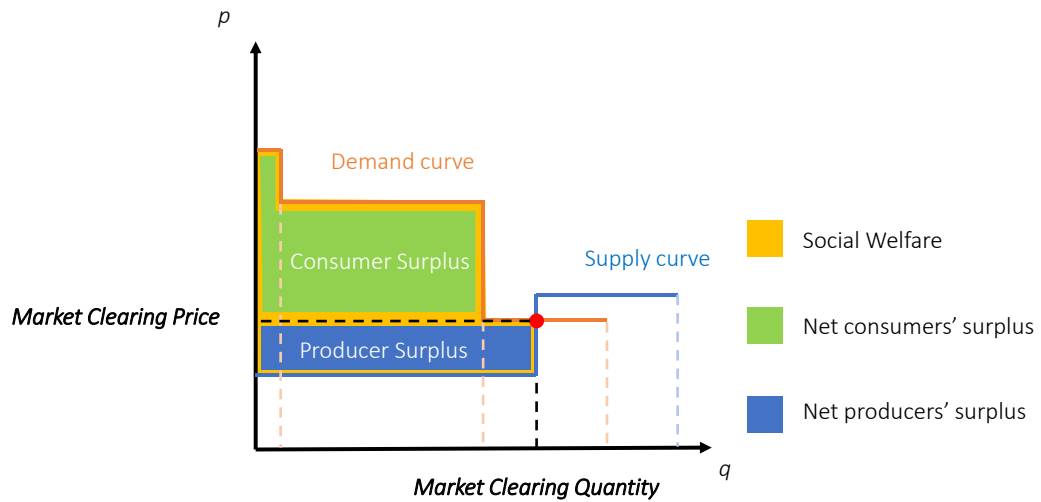 p
Demand curve
Consumer Surplus
Supply curve
Social Welfare
Market Clearing Price
Net consumers’ surplus
Producer Surplus
Net producers’ surplus
q
Market Clearing Quantity